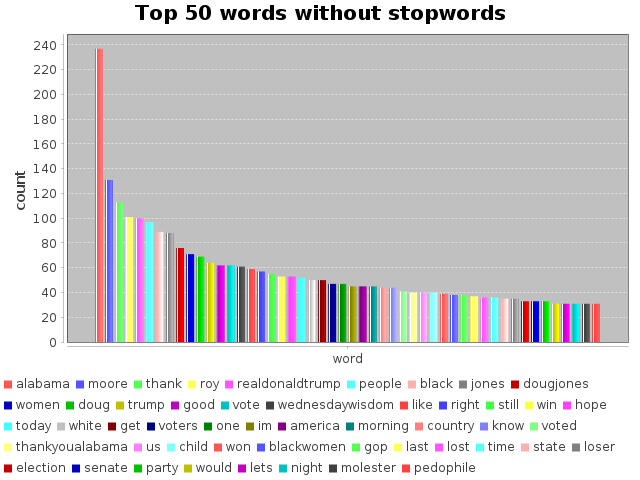 Top 50 words without stopwords
240
220
200
180
160
140
120
100
80
60
40
20
0
count
word
alabama moore thank roy realdonaldtrump people black jones dougjones
women doug trump good vote wednesdaywisdom like right still win hope
today white get voters one im america morning country know voted
thankyoualabama us child won blackwomen gop last lost time state loser
election senate party would lets night molester pedophile